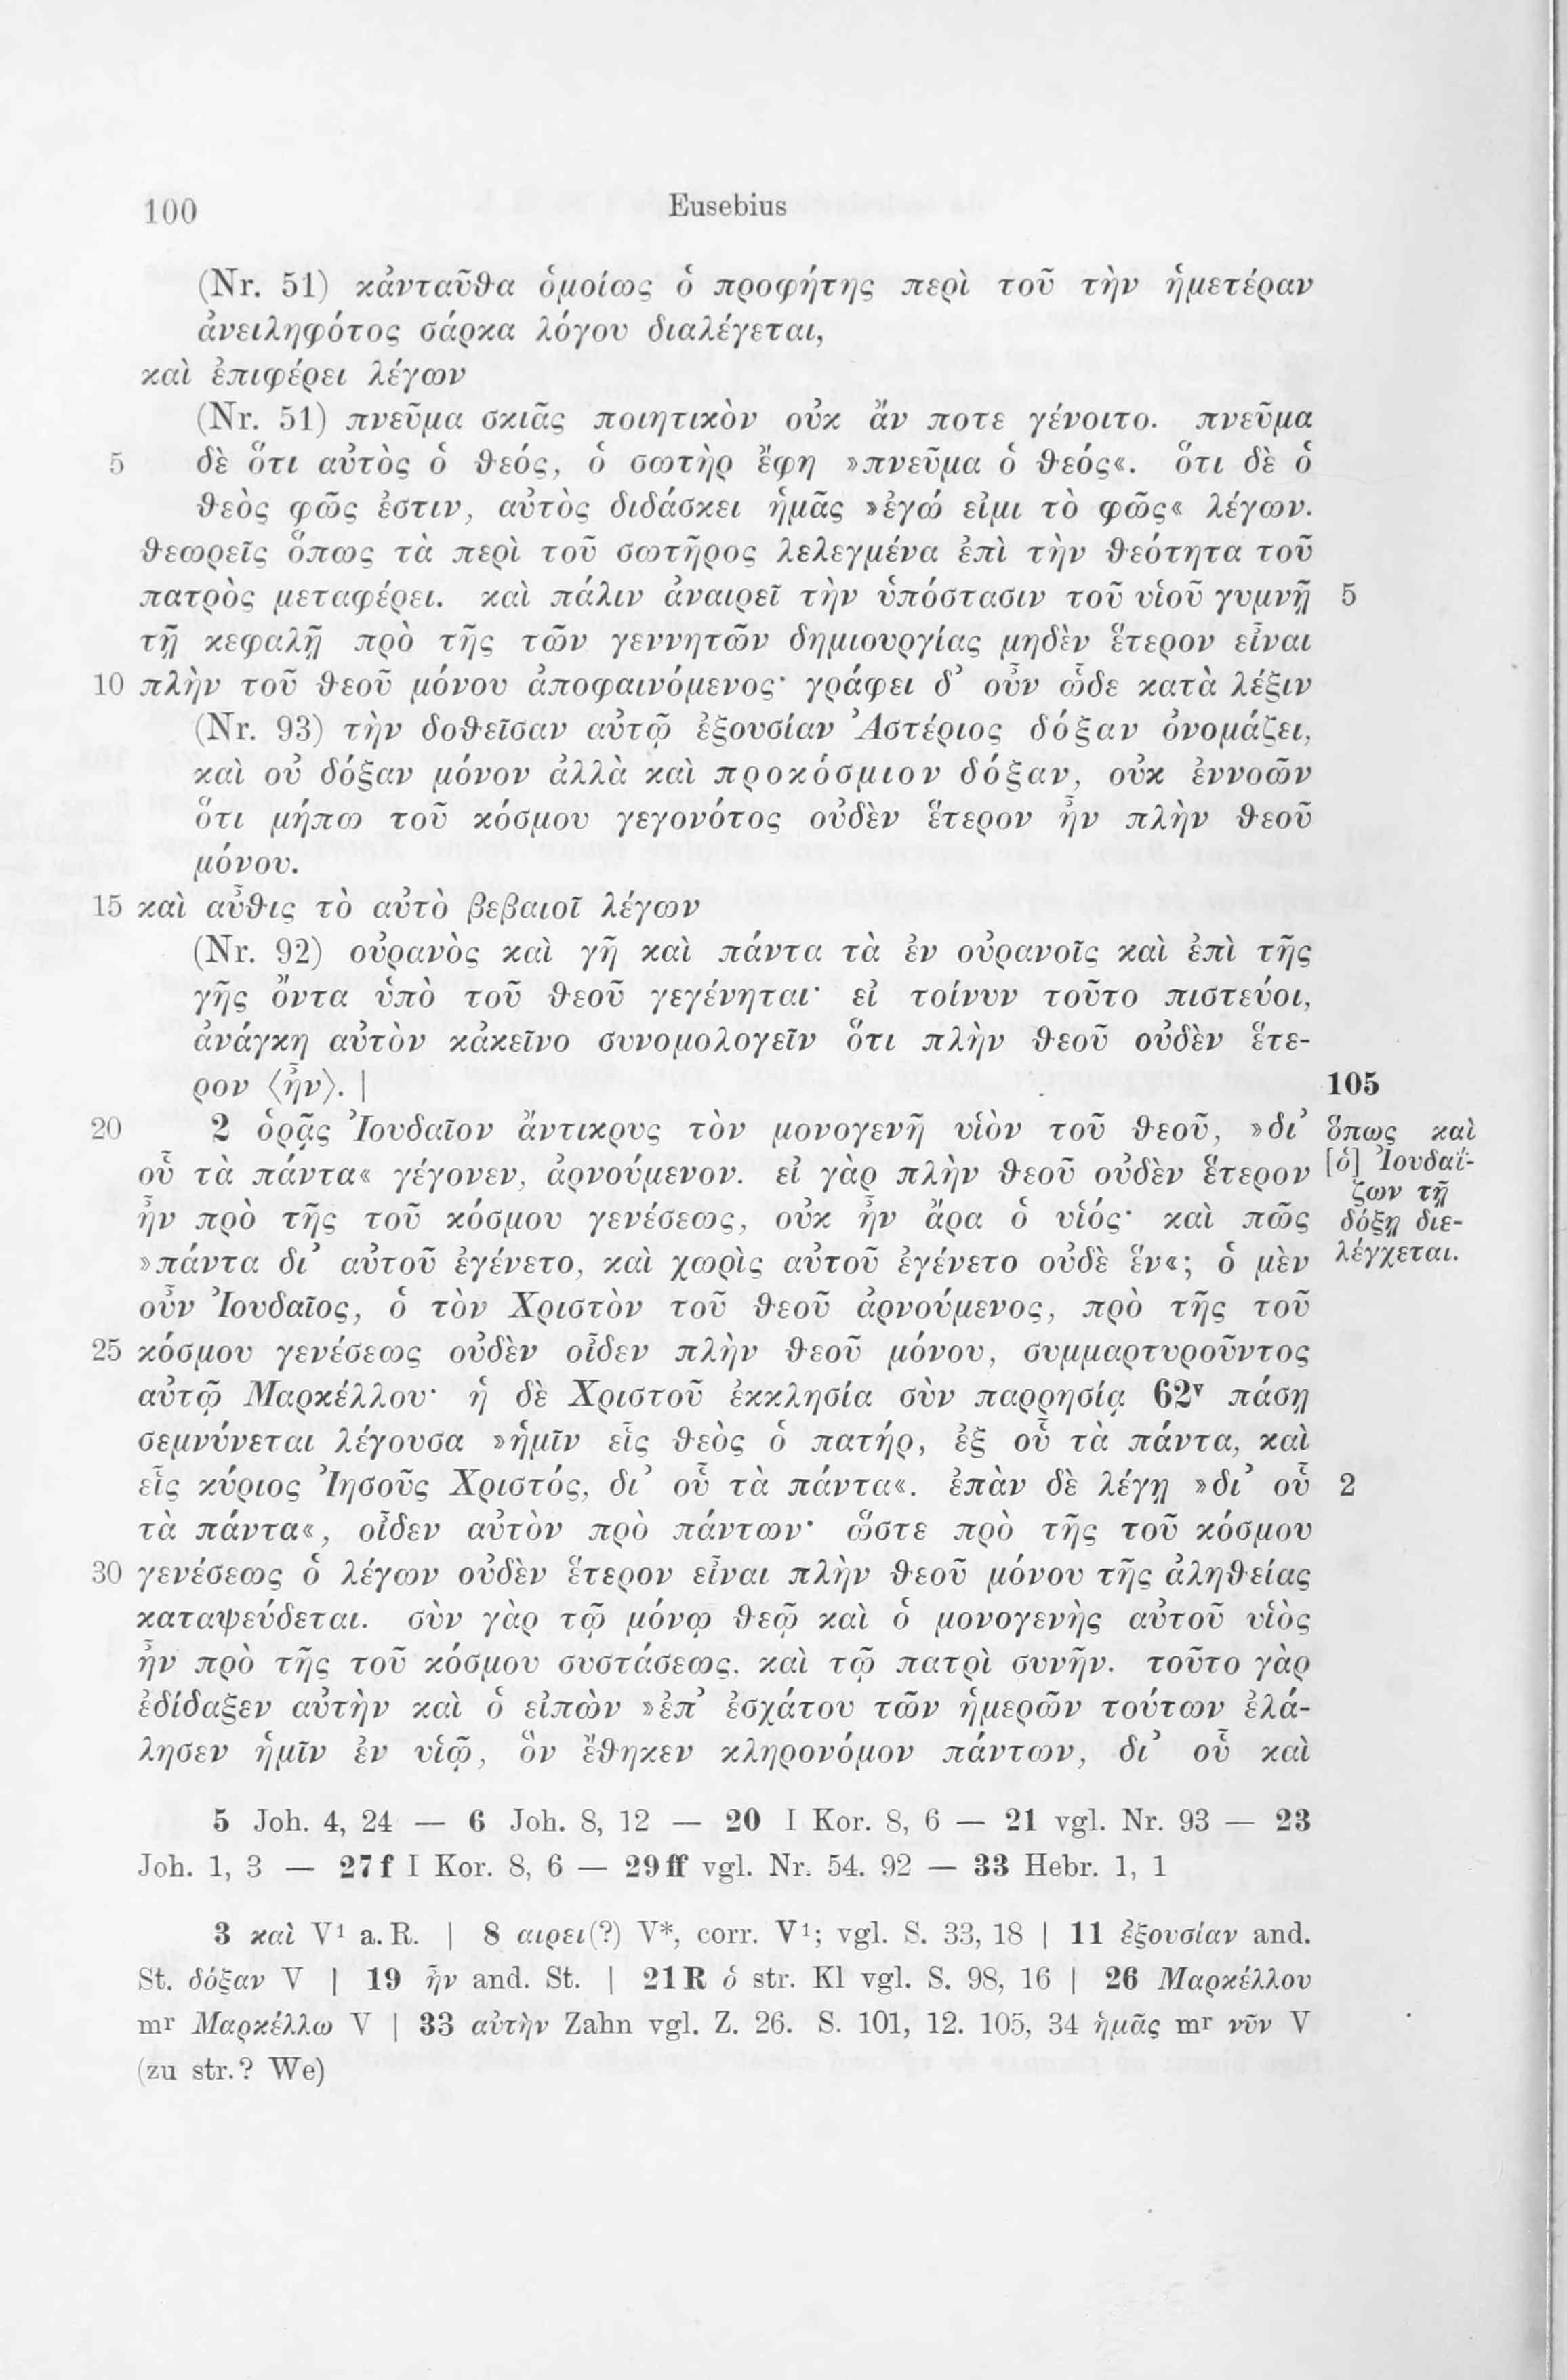 100 Eusebius
(Nr. 51) κἀνταῦθα ὁμοίως ὁ προφήτης περὶ τοῦ τὴν ἡμετέραν
ἀνειληφότος σάρκα λόγου διαλέγεται,
καὶ ἐπιφέρει λέγων
(Nr. 51) πνεῦμα σκιᾶς ποιητικὸν οὐκ ἄν ποτε γένοιτο. πνεῦμα
5 δὲ ὅτι αὐτὸς ὁ θεός, ὁ σωτὴρ ἔφη »πνεῦμα ὁ θεός«. ὅτι δὲ ὁ
θεὸς φῶς ἐστιν, αὐτὸς διδάσκει ἡμᾶς »ἐγώ εἰμι τὸ φῶς« λέγων.
θεωρεῖς ὅπως τὰ περὶ τοῦ σωτῆρος λελεγμένα ἐπὶ τὴν θεότητα τοῦ
πατρὸς μεταφέρει. καὶ πάλιν ἀναιρεῖ τὴν ὑπόστασιν τοῦ υἱοῦ γυμνῇ 5
τῇ κεφαλῇ πρὸ τῆς τῶν γεννητῶν δημιουργίας μηδὲν ἕτερον εἶναι
10 πλὴν τοῦ θεοῦ μόνου ἀποφαινόμενος· γράφει δ’ οὖν ὧδε κατὰ λέξιν
(Nr. 93) τὴν δοθεῖσαν αὐτῷ ἐξουσίαν Ἀστέριος δόξαν ὀνομάζει,
καὶ οὐ δόξαν μόνον ἀλλὰ καὶ προκόσμιον δόξαν, οὐκ ἐννοῶν
ὅτι μήπω τοῦ κόσμου γεγονότος οὐδὲν ἕτερον ἦν πλὴν θεοῦ
μόνου.
15 καὶ αὖθις τὸ αὐτὸ βεβαιοῖ λέγων
(Nr. 92) οὐρανὸς καὶ γῆ καὶ πάντα τὰ ἐν οὐρανοῖς καὶ ἐπὶ τῆς
γῆς ὄντα ὑπὸ τοῦ θεοῦ γεγένηται· εἰ τοίνυν τοῦτο πιστεύοι,
ἀνάγκη αὐτὸν κἀκεῖνο συνομολογεῖν ὅτι πλὴν θεοῦ οὐδὲν ἕτε-
ρον ⟨ἦν⟩. | 105
20 2 ὁρᾷς Ἰουδαῖον ἄντικρυς τὸν μονογενῆ υἱὸν τοῦ θεοῦ, »δι’ ὅπως καὶ
οὗ τὰ πάντα« γέγονεν, ἀρνούμενον. εἰ γὰρ πλὴν θεοῦ οὐδὲν ἕτερον [ὁ] Ἰουδαΐ-
ζων τῇ
ἦν πρὸ τῆς τοῦ κόσμου γενέσεως, οὐκ ἦν ἄρα ὁ υἱός· καὶ πῶς δόξῃ διε-
»πάντα δι’ αὐτοῦ ἐγένετο, καὶ χωρὶς αὐτοῦ ἐγένετο οὐδὲ ἕν«; ὁ μὲν λέγχεται.
οὖν Ἰουδαῖος, ὁ τὸν Χριστὸν τοῦ θεοῦ ἀρνούμενος, πρὸ τῆς τοῦ
25 κόσμου γενέσεως οὐδὲν οἶδεν πλὴν θεοῦ μόνου, συμμαρτυροῦντος
αὐτῷ Μαρκέλλου· ἡ δὲ Χριστοῦ ἐκκλησία σὺν παρρησίᾳ 62ᵛ πάσῃ
σεμνύνεται λέγουσα »ἡμῖν εἷς θεὸς ὁ πατήρ, ἐξ οὗ τὰ πάντα, καὶ
εἷς κύριος Ἰησοῦς Χριστός, δι’ οὗ τὰ πάντα«. ἐπὰν δὲ λέγῃ »δι’ οὗ 2
τὰ πάντα«, οἶδεν αὐτὸν πρὸ πάντων· ὥστε πρὸ τῆς τοῦ κόσμου
30 γενέσεως ὁ λέγων οὐδὲν ἕτερον εἶναι πλὴν θεοῦ μόνου τῆς ἀληθείας
καταψεύδεται. σὺν γὰρ τῷ μόνῳ θεῷ καὶ ὁ μονογενὴς αὐτοῦ υἱὸς
ἦν πρὸ τῆς τοῦ κόσμου συστάσεως, καὶ τῷ πατρὶ συνῆν. τοῦτο γὰρ
ἐδίδαξεν αὐτὴν καὶ ὁ εἰπὼν »ἐπ’ ἐσχάτου τῶν ἡμερῶν τούτων ἐλά-
λησεν ἡμῖν ἐν υἱῷ, ὃν ἔθηκεν κληρονόμον πάντων, δι’ οὗ καὶ
5 Joh. 4, 24 — 6 Joh. 8, 12 — 20 I Kor. 8, 6 — 21 vgl. Nr. 93 — 23
Joh. 1, 3 — 27f I Kor. 8, 6 — 29ff vgl. Nr. 54. 92 — 33 Hebr. 1, 1
3 καὶ V¹ a. R. | 8 αιρει(?) V*, corr. V¹; vgl. S. 33, 18 | 11 ἐξουσίαν and.
St. δόξαν V | 19 ἦν and. St. | 21R ὁ str. Kl vgl. S. 98, 16 | 26 Μαρκέλλου
mʳ Μαρκέλλω V | 33 αὐτὴν Zahn vgl. Z. 26. S. 101, 12. 105, 34 ἡμᾶς mʳ νῦν V
(zu str.? We)